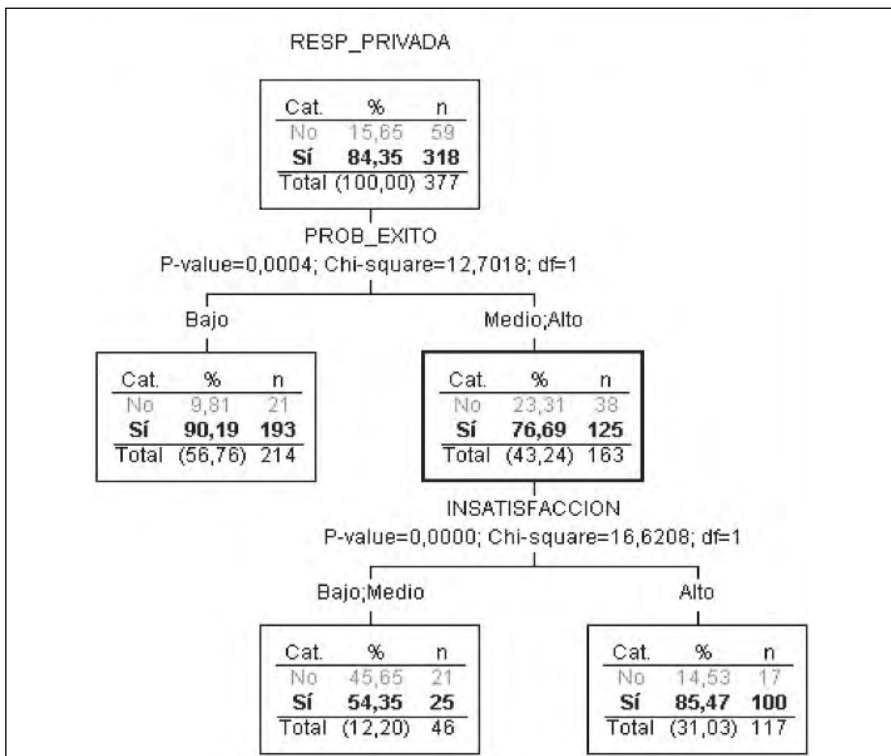 RESP_PRIVADA
Cat. % n
No 15,65 59
Sí 84,35 318
Total (100,00) 377
PROB_EXITO
P-value=0,0004; Chi-square=12,7018; df=1
Bajo Medio;Alto
Cat. % n
No 9,81 21
Sí 90,19 193
Total (56,76) 214
Cat. % n
No 23,31 38
Sí 76,69 125
Total (43,24) 163
INSATISFACCION
P-value=0,0000; Chi-square=16,6208; df=1
Bajo;Medio Alto
Cat. % n
No 45,65 21
Sí 54,35 25
Total (12,20) 46
Cat. % n
No 14,53 17
Sí 85,47 100
Total (31,03) 117